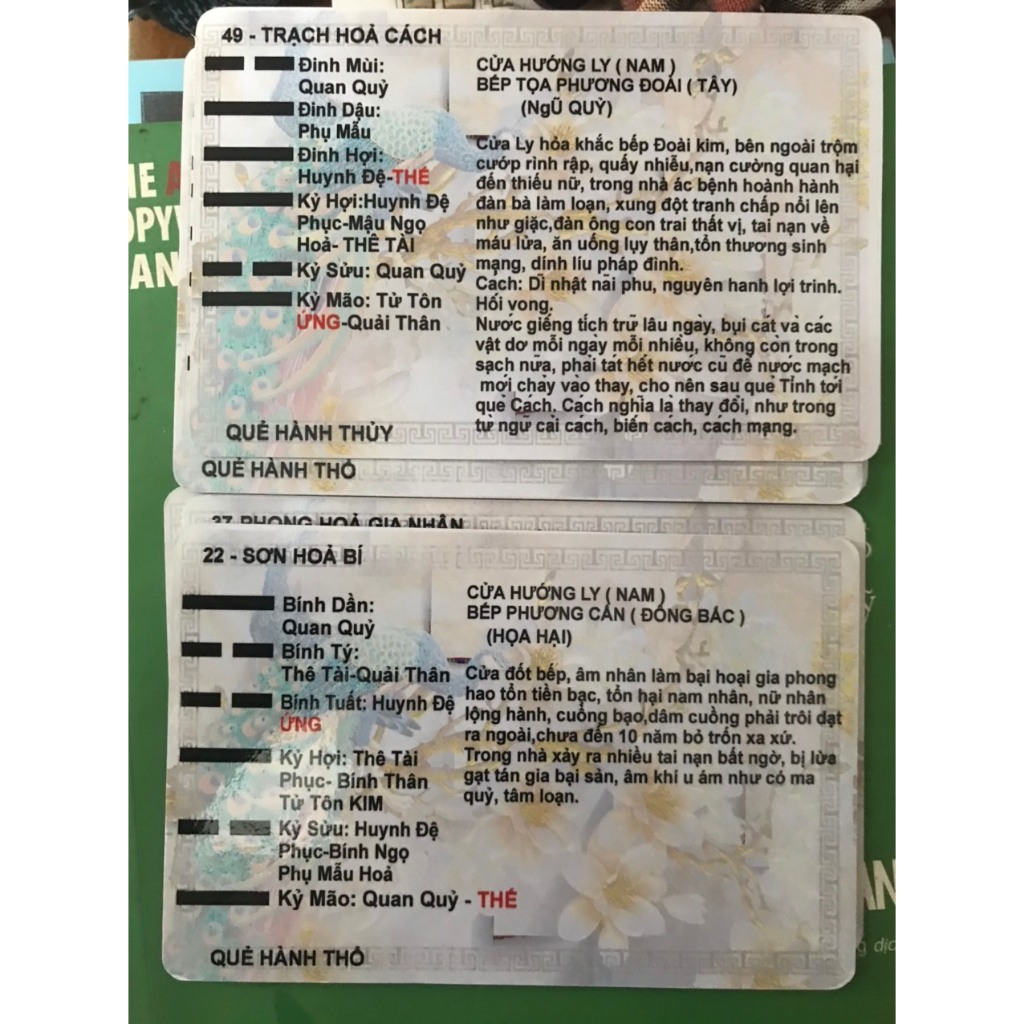 49 - TRẠCH HOẢ CÁCH
Đinh Mùi:
Quan Quỷ
Đinh Dậu:
Phụ Mẫu
Đinh Hợi:
Huynh Đệ-THẾ
Kỷ Hợi:Huynh Đệ
Phục-Mậu Ngọ
Hoả- THÊ TÀI
Kỷ Sửu: Quan Quỷ
Kỷ Mão: Tử Tôn
ỨNG-Quải Thân
QUẺ HÀNH THỦY
CỬA HƯỚNG LY ( NAM )
BẾP TỌA PHƯƠNG ĐOÀI ( TÂY)
(NGŨ QUỶ)
Cửa Ly hỏa khắc bếp Đoài kim, bên ngoài trộm
cướp rình rập, quấy nhiễu,nạn cường quan hại
đến thiếu nữ, trong nhà ác bệnh hoành hành
đàn bà làm loạn, xung đột tranh chấp nổi lên
như giặc,đàn ông con trai thất vị, tai nạn về
máu lửa, ăn uống lụy thân,tổn thương sinh
mạng, dính líu pháp đình.
Cach: Dĩ nhật nãi phu, nguyên hanh lợi trinh.
Hối vong.
Nước giếng tích trữ lâu ngày, bụi cát và các
vật dơ mỗi ngày mỗi nhiều, không còn trong
sạch nữa, phải tát hết nước cũ để nước mạch
mới chảy vào thay, cho nên sau quẻ Tỉnh tới
quẻ Cách. Cách nghĩa là thay đổi, như trong
từ ngữ cải cách, biến cách, cách mạng.
QUẺ HÀNH THỔ
37 PHONG HOẢ GIA NHÂN
22 - SƠN HOẢ BÍ
Bính Dần:
Quan Quỷ
Bính Tý:
Thê Tài-Quải Thân
Bính Tuất: Huynh Đệ
ỨNG
Kỷ Hợi: Thê Tài
Phục- Bính Thân
Tử Tôn KIM
Kỷ Sửu: Huynh Đệ
Phục-Bính Ngọ
Phụ Mẫu Hoả
Kỷ Mão: Quan Quỷ - THẾ
QUẺ HÀNH THỔ
CỬA HƯỚNG LY ( NAM )
BẾP PHƯƠNG CẤN ( ĐÔNG BẮC )
(HỌA HẠI)
Cửa đốt bếp, âm nhân làm bại hoại gia phong
hao tổn tiền bạc, tổn hại nam nhân, nữ nhân
lộng hành, cuồng bạo,dâm cuồng phải trôi dạt
ra ngoài,chưa đến 10 năm bỏ trốn xa xứ.
Trong nhà xảy ra nhiều tai nạn bất ngờ, bị lừa
gạt tán gia bại sản, âm khí u ám như có ma
quỷ, tâm loạn.